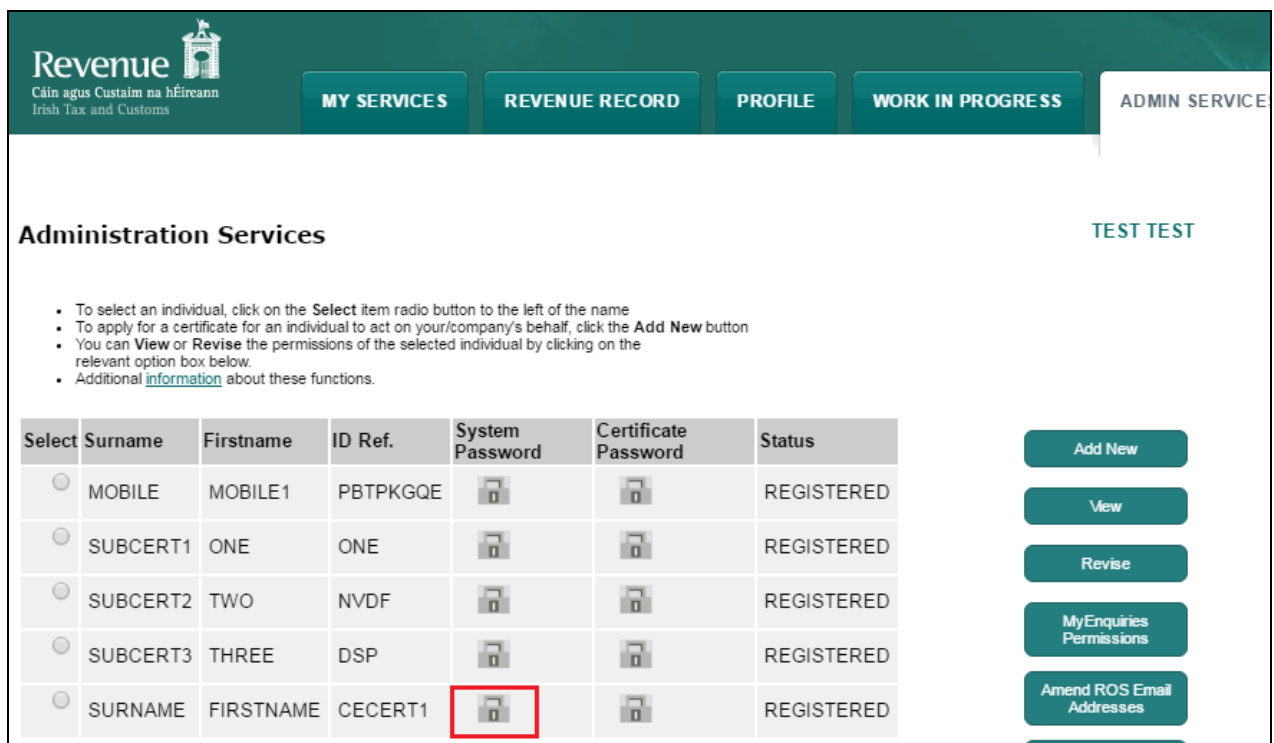 Revenue
Cáin agus Custaim na hÉireann
Irish Tax and Customs
MY SERVICES
REVENUE RECORD
PROFILE
WORK IN PROGRESS
ADMIN SERVICES
Administration Services
TEST TEST
To select an individual, click on the Select item radio button to the left of the name
To apply for a certificate for an individual to act on your/company's behalf, click the Add New button
You can View or Revise the permissions of the selected individual by clicking on the
relevant option box below.
Additional information about these functions.
Select Surname Firstname ID Ref. System Password Certificate Password Status
MOBILE MOBILE1 PBTPKGQE REGISTERED
SUBCERT1 ONE ONE REGISTERED
SUBCERT2 TWO NVDF REGISTERED
SUBCERT3 THREE DSP REGISTERED
SURNAME FIRSTNAME CECERT1 REGISTERED
Add New
View
Revise
MyEnquiries
Permissions
Amend ROS Email
Addresses